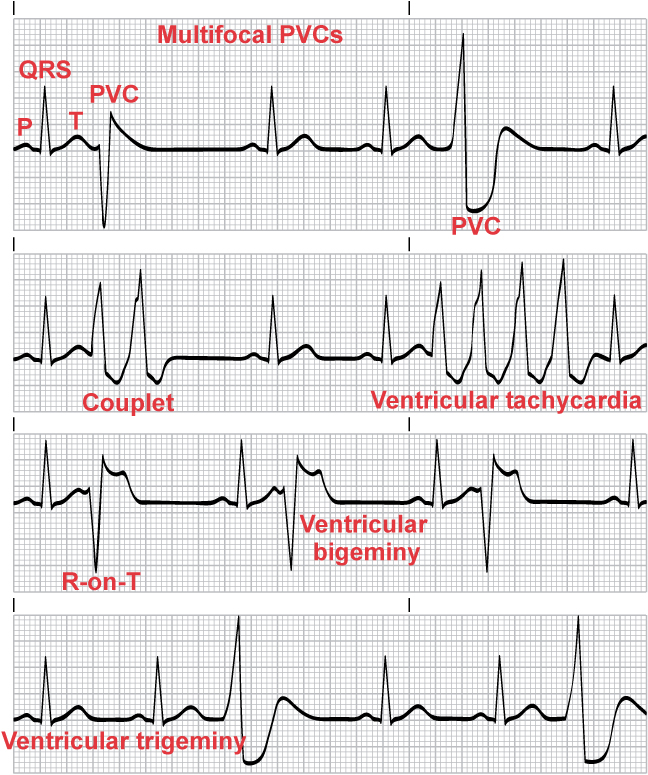 Multifocal PVCs
QRS
PVC
P
T
PVC
Couplet
Ventricular tachycardia
Ventricular
bigeminy
R-on-T
Ventricular trigeminy